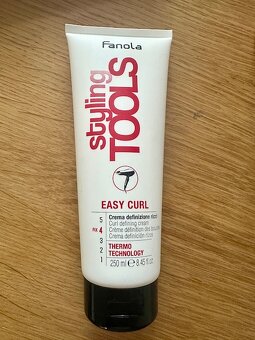 Fanola
styling
TOOLS
EASY CURL
5
FIX 4
3
2
1
Crema definizione ricci
Curl defining cream
Crème définition des boucles
Crema definición rizos
THERMO
TECHNOLOGY
250 ml e 8.45 fl.oz.